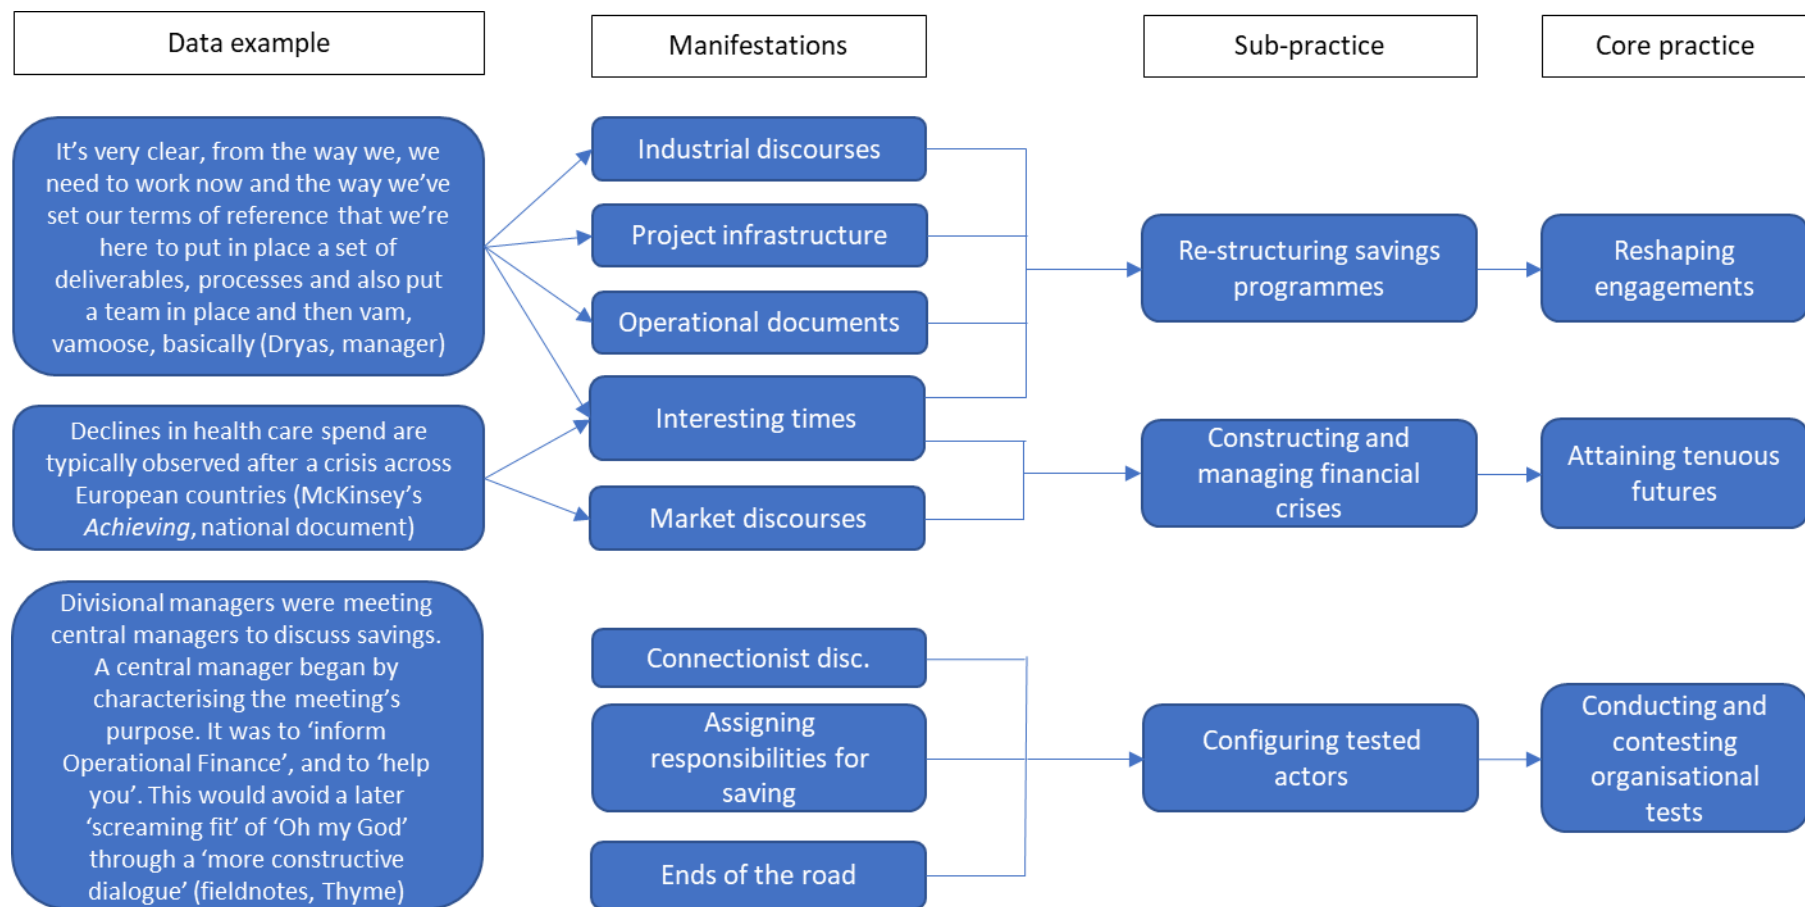 Data example
Manifestations
Sub-practice
Core practice
It’s very clear, from the way we, we
need to work now and the way we’ve
set our terms of reference that we’re
here to put in place a set of
deliverables, processes and also put
a team in place and then vam,
vamoose, basically (Dryas, manager)
Declines in health care spend are
typically observed after a crisis across
European countries (McKinsey’s
Achieving, national document)
Divisional managers were meeting
central managers to discuss savings.
A central manager began by
characterising the meeting’s
purpose. It was to ‘inform
Operational Finance’, and to ‘help
you’. This would avoid a later
‘screaming fit’ of ‘Oh my God’
through a ‘more constructive
dialogue’ (fieldnotes, Thyme)
Industrial discourses
Project infrastructure
Operational documents
Interesting times
Market discourses
Connectionist disc.
Assigning
responsibilities for
saving
Ends of the road
Re-structuring savings
programmes
Constructing and
managing financial
crises
Configuring tested
actors
Reshaping
engagements
Attaining tenuous
futures
Conducting and
contesting
organisational
tests